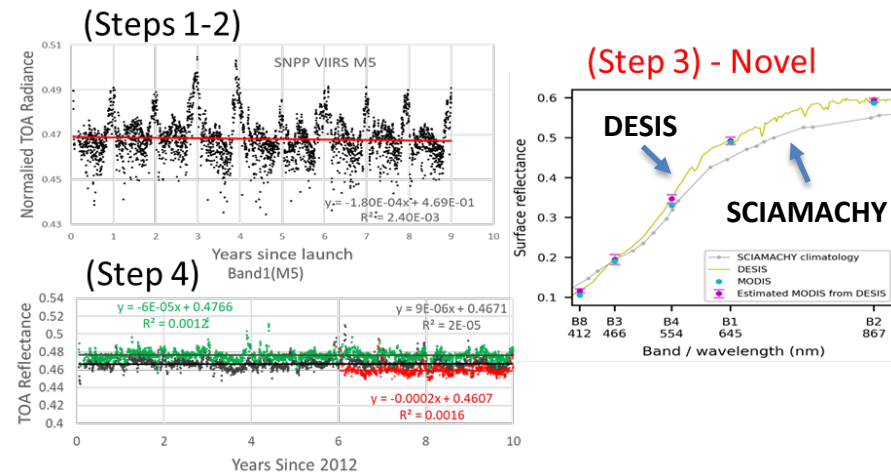 (Steps 1-2)
0.51
0.49
0.47
0.45
0.43
Normalied TOA Radiance
SNPP VIIRS M5
y = -1.80E-04x + 4.69E-01
R² = 2.40E-03
0 1 2 3 4 5 6 7 8 9 10
Years since launch
Band1(M5)
(Step 4)
0.54
0.52
0.5
0.48
0.46
0.44
0.42
0.4
TOA Reflectance
y = -6E-05x + 0.4766
R² = 0.0012
y = 9E-06x + 0.4671
R² = 2E-05
y = -0.0002x + 0.4607
R² = 0.0016
0 2 4 6 8 10
Years Since 2012
(Step 3) - Novel
0.6
0.5
0.4
0.3
0.2
0.1
Surface reflectance
DESIS
SCIAMACHY
SCIAMACHY climatology
DESIS
MODIS
Estimated MODIS from DESIS
B8 B3 B4 B1 B2
412 466 554 645 867
Band / wavelength (nm)